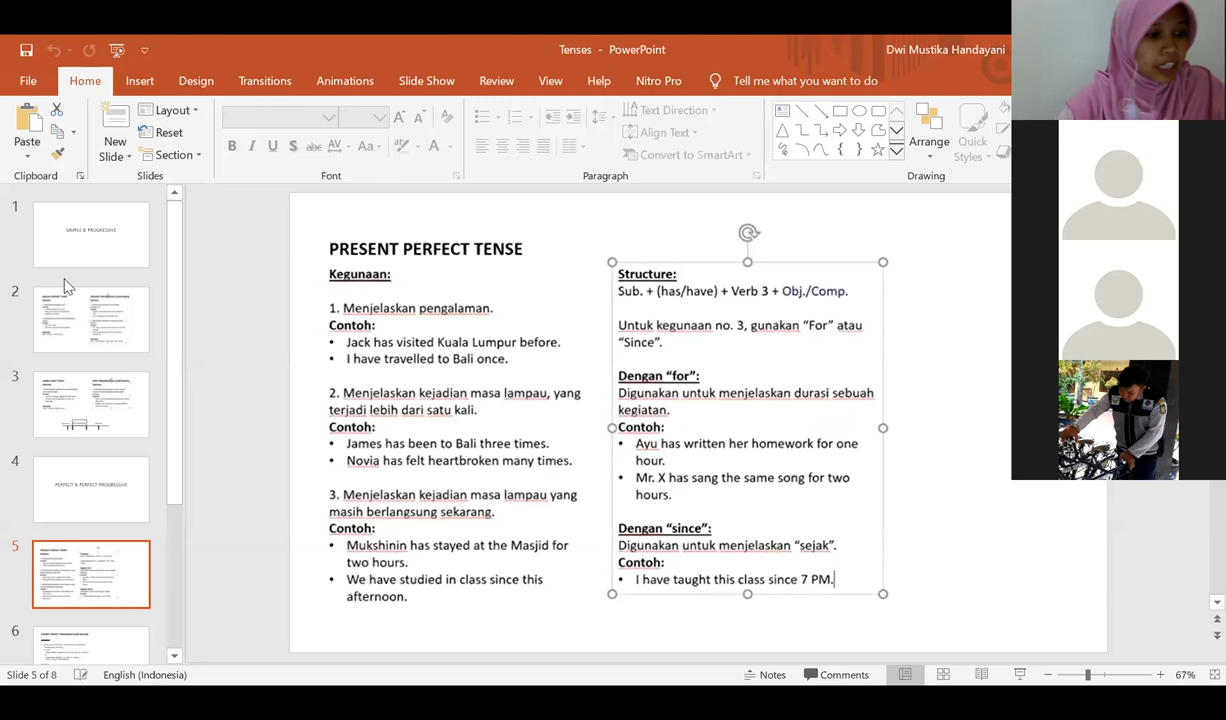 Tenses - PowerPoint
Dwi Mustika Handayani
File Home Insert Design Transitions Animations Slide Show Review View Help Nitro Pro Tell me what you want to do
Paste
Clipboard
New Slide
Layout
Reset
Section
Slides
B I U S abc AV Aa A
Font
Text Direction
Align Text
Convert to SmartArt
Paragraph
Arrange
Quick Styles
Drawing
1
SIMPLE & PROGRESSIVE
2
3
4
PERFECT & PERFECT PROGRESSIVE
5
6
PRESENT PERFECT TENSE
Kegunaan:
1. Menjelaskan pengalaman.
Contoh:
• Jack has visited Kuala Lumpur before.
• I have travelled to Bali once.
2. Menjelaskan kejadian masa lampau, yang
terjadi lebih dari satu kali.
Contoh:
• James has been to Bali three times.
• Novia has felt heartbroken many times.
3. Menjelaskan kejadian masa lampau yang
masih berlangsung sekarang.
Contoh:
• Mukshinin has stayed at the Masjid for
two hours.
• We have studied in class since this
afternoon.
Structure:
Sub. + (has/have) + Verb 3 + Obj./Comp.
Untuk kegunaan no. 3, gunakan “For” atau
“Since”.
Dengan “for”:
Digunakan untuk menjelaskan durasi sebuah
kegiatan.
Contoh:
• Ayu has written her homework for one
hour.
• Mr. X has sang the same song for two
hours.
Dengan “since”:
Digunakan untuk menjelaskan “sejak”.
Contoh:
• I have taught this class since 7 PM.
Slide 5 of 8
English (Indonesia)
Notes
Comments
67%